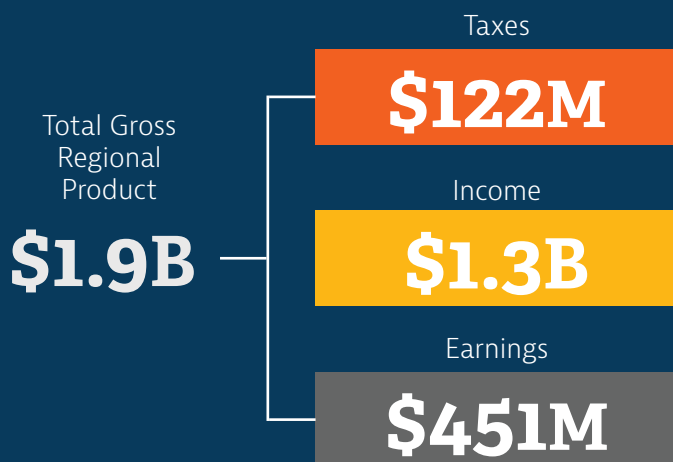 Total Gross
Regional
Product
$1.9B
Taxes
$122M
Income
$1.3B
Earnings
$451M